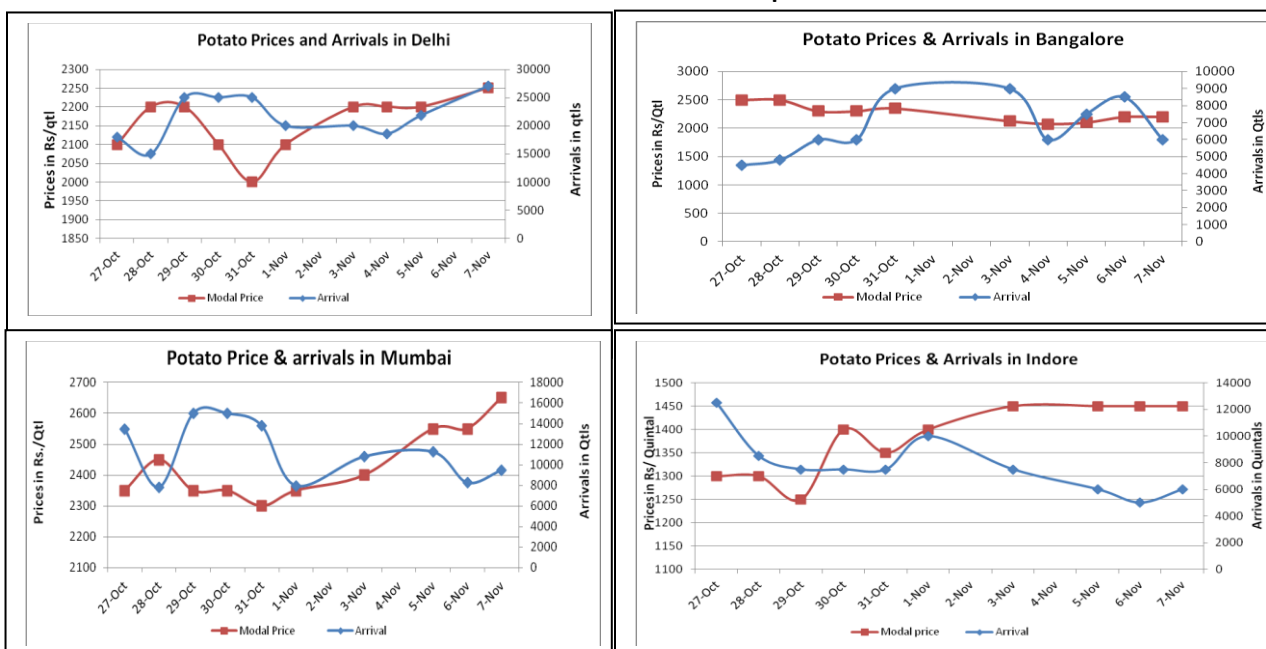 Potato Prices and Arrivals in Delhi
Prices in Rs/qtl
2300
2250
2200
2150
2100
2050
2000
1950
1900
1850
30000
25000
20000
15000
10000
5000
0
Arrivals in qtls
27-Oct
28-Oct
29-Oct
30-Oct
31-Oct
1-Nov
2-Nov
3-Nov
4-Nov
5-Nov
6-Nov
7-Nov
Modal Price
Arrival
Potato Prices & Arrivals in Bangalore
Prices in Rs/Qtl
3000
2500
2000
1500
1000
500
0
10000
9000
8000
7000
6000
5000
4000
3000
2000
1000
0
Arrivals in Qtls
27-Oct
28-Oct
29-Oct
30-Oct
31-Oct
1-Nov
2-Nov
3-Nov
4-Nov
5-Nov
6-Nov
7-Nov
Modal Price
Arrival
Potato Price & arrivals in Mumbai
Prices in Rs,/Qtl
2700
2600
2500
2400
2300
2200
2100
18000
16000
14000
12000
10000
8000
6000
4000
2000
0
Arrivals in Qtls
27-Oct
28-Oct
29-Oct
30-Oct
31-Oct
1-Nov
2-Nov
3-Nov
4-Nov
5-Nov
6-Nov
7-Nov
Modal Price
Arrival
Potato Prices & Arrivals in Indore
Prices in Rs/ Quintal
1500
1450
1400
1350
1300
1250
1200
1150
1100
14000
12000
10000
8000
6000
4000
2000
0
Arrivals in Quintals
27-Oct
28-Oct
29-Oct
30-Oct
31-Oct
1-Nov
2-Nov
3-Nov
4-Nov
5-Nov
6-Nov
7-Nov
Modal price
Arrival